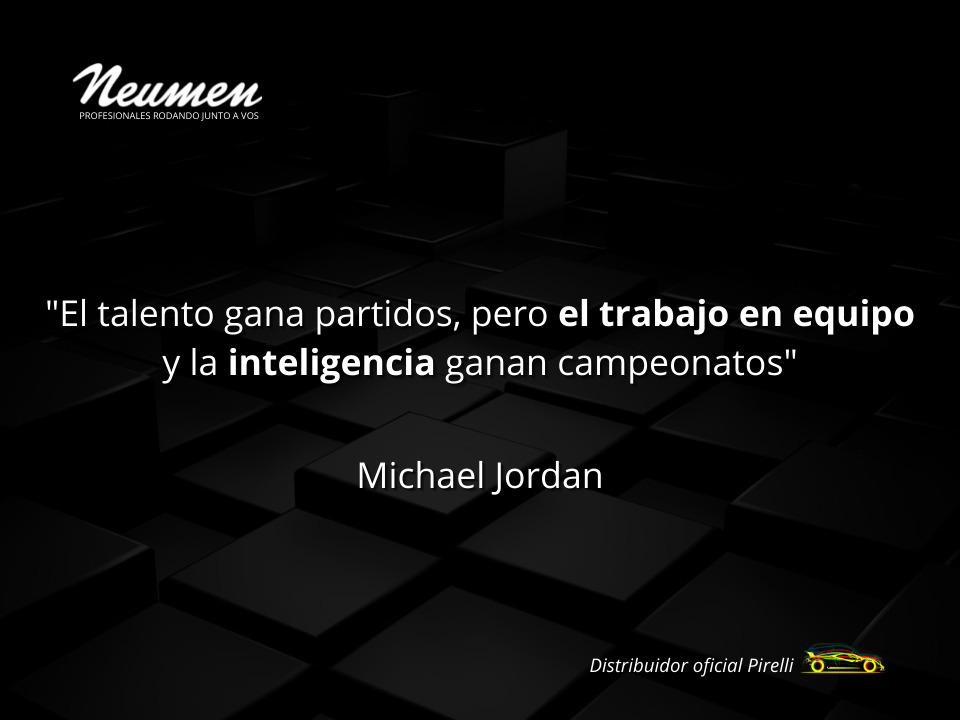 Neumen
PROFESIONALES RODANDO JUNTO A VOS
"El talento gana partidos, pero el trabajo en equipo
y la inteligencia ganan campeonatos"
Michael Jordan
Distribuidor oficial Pirelli